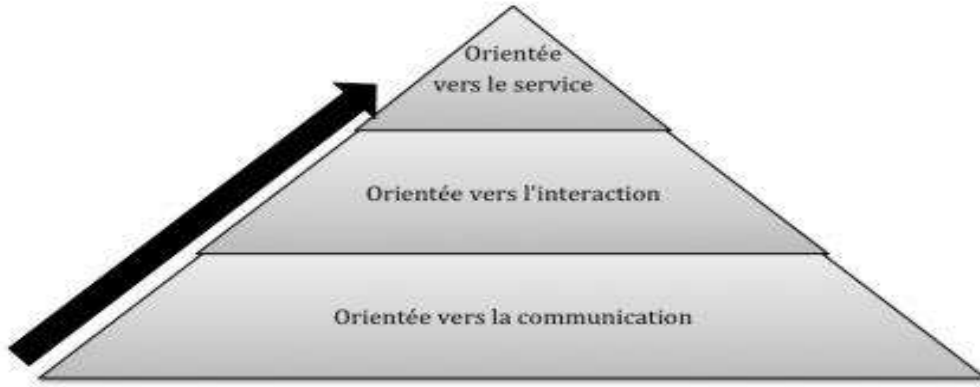 Orientée
vers le service
Orientée vers l'interaction
Orientée vers la communication